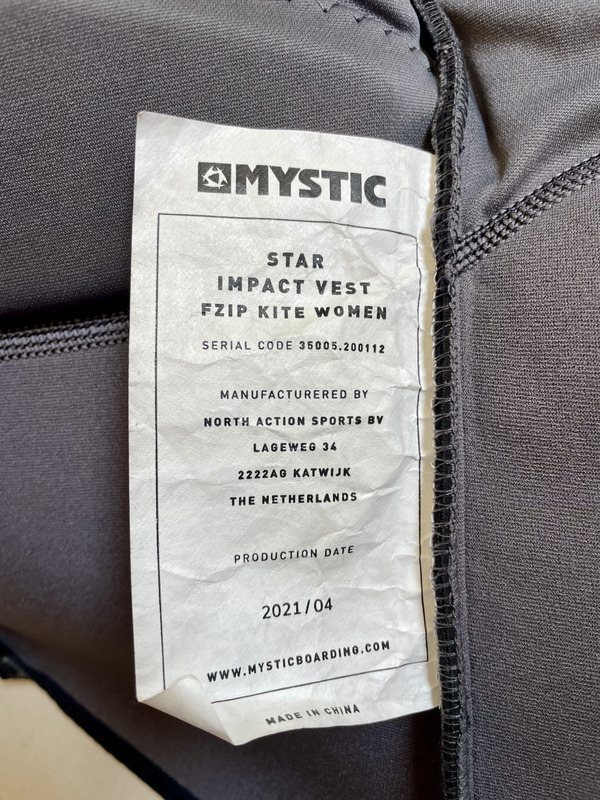 MYSTIC
STAR
IMPACT VEST
FZIP KITE WOMEN
SERIAL CODE 35005.200112
MANUFACTURERED BY
NORTH ACTION SPORTS BV
LAGEWEG 34
2222AG KATWIJK
THE NETHERLANDS
PRODUCTION DATE
2021/04
WWW.MYSTICBOARDING.COM
MADE IN CHINA